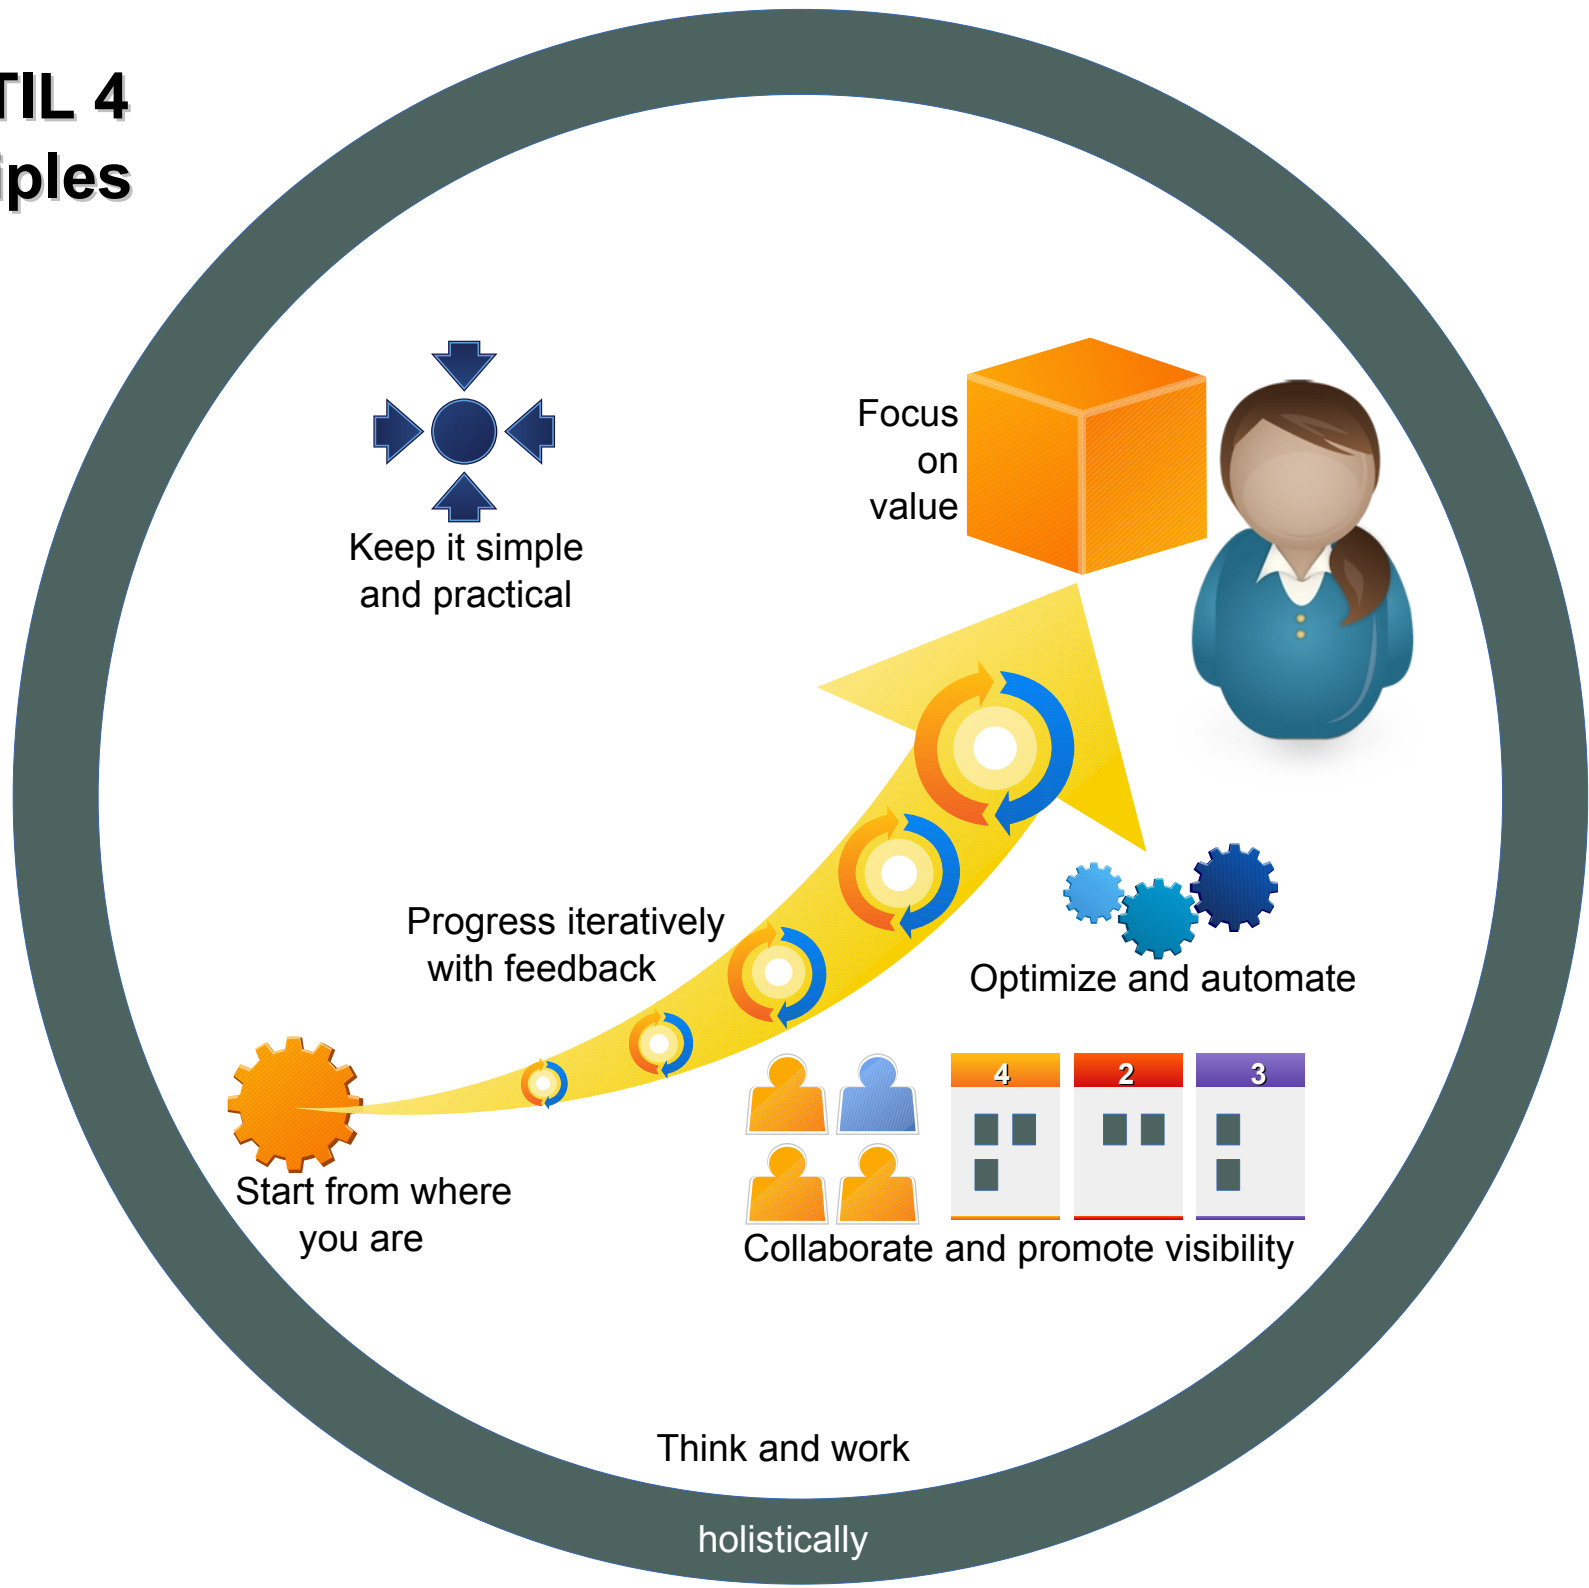 TIL 4
iples
Focus
on
value
Keep it simple
and practical
Progress iteratively
with feedback
Optimize and automate
4 2 3
Start from where
you are
Collaborate and promote visibility
Think and work
holistically